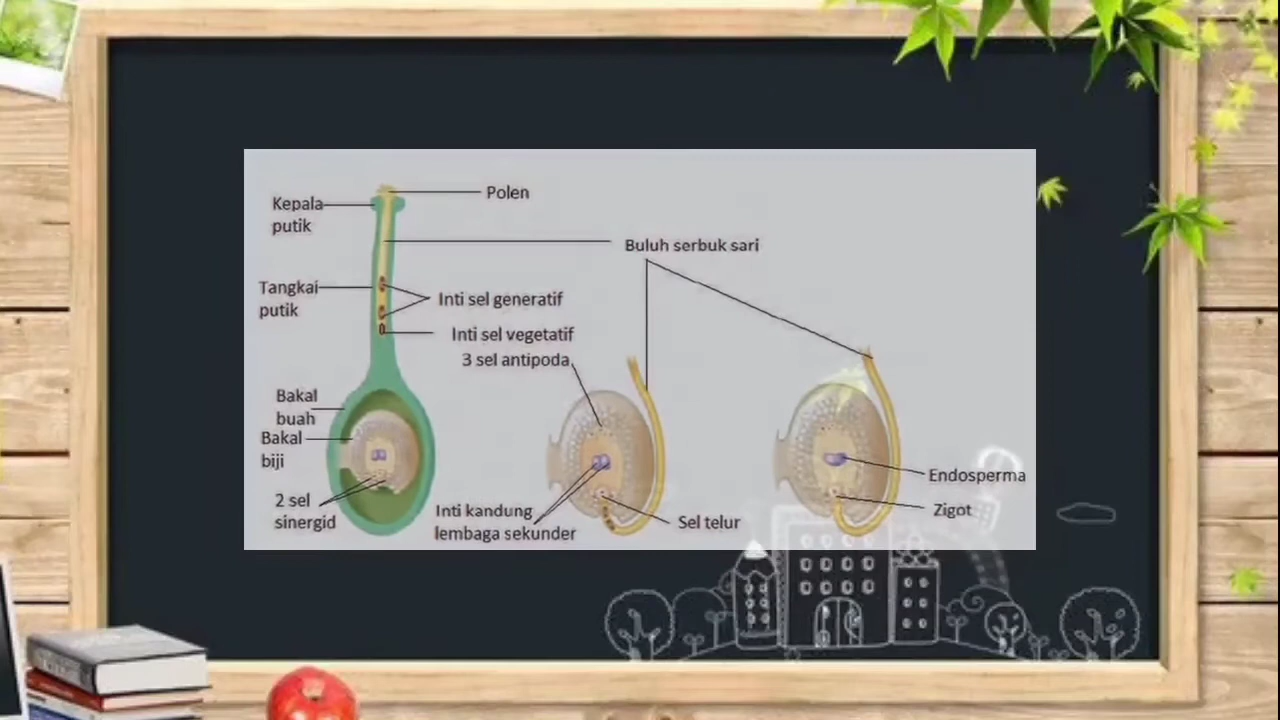 Polen
Kepala
putik
Buluh serbuk sari
Tangkai
putik
Inti sel generatif
Inti sel vegetatif
3 sel antipoda
Bakal
buah
Bakal
biji
2 sel
sinergid
Inti kandung
lembaga sekunder
Sel telur
Endosperma
Zigot